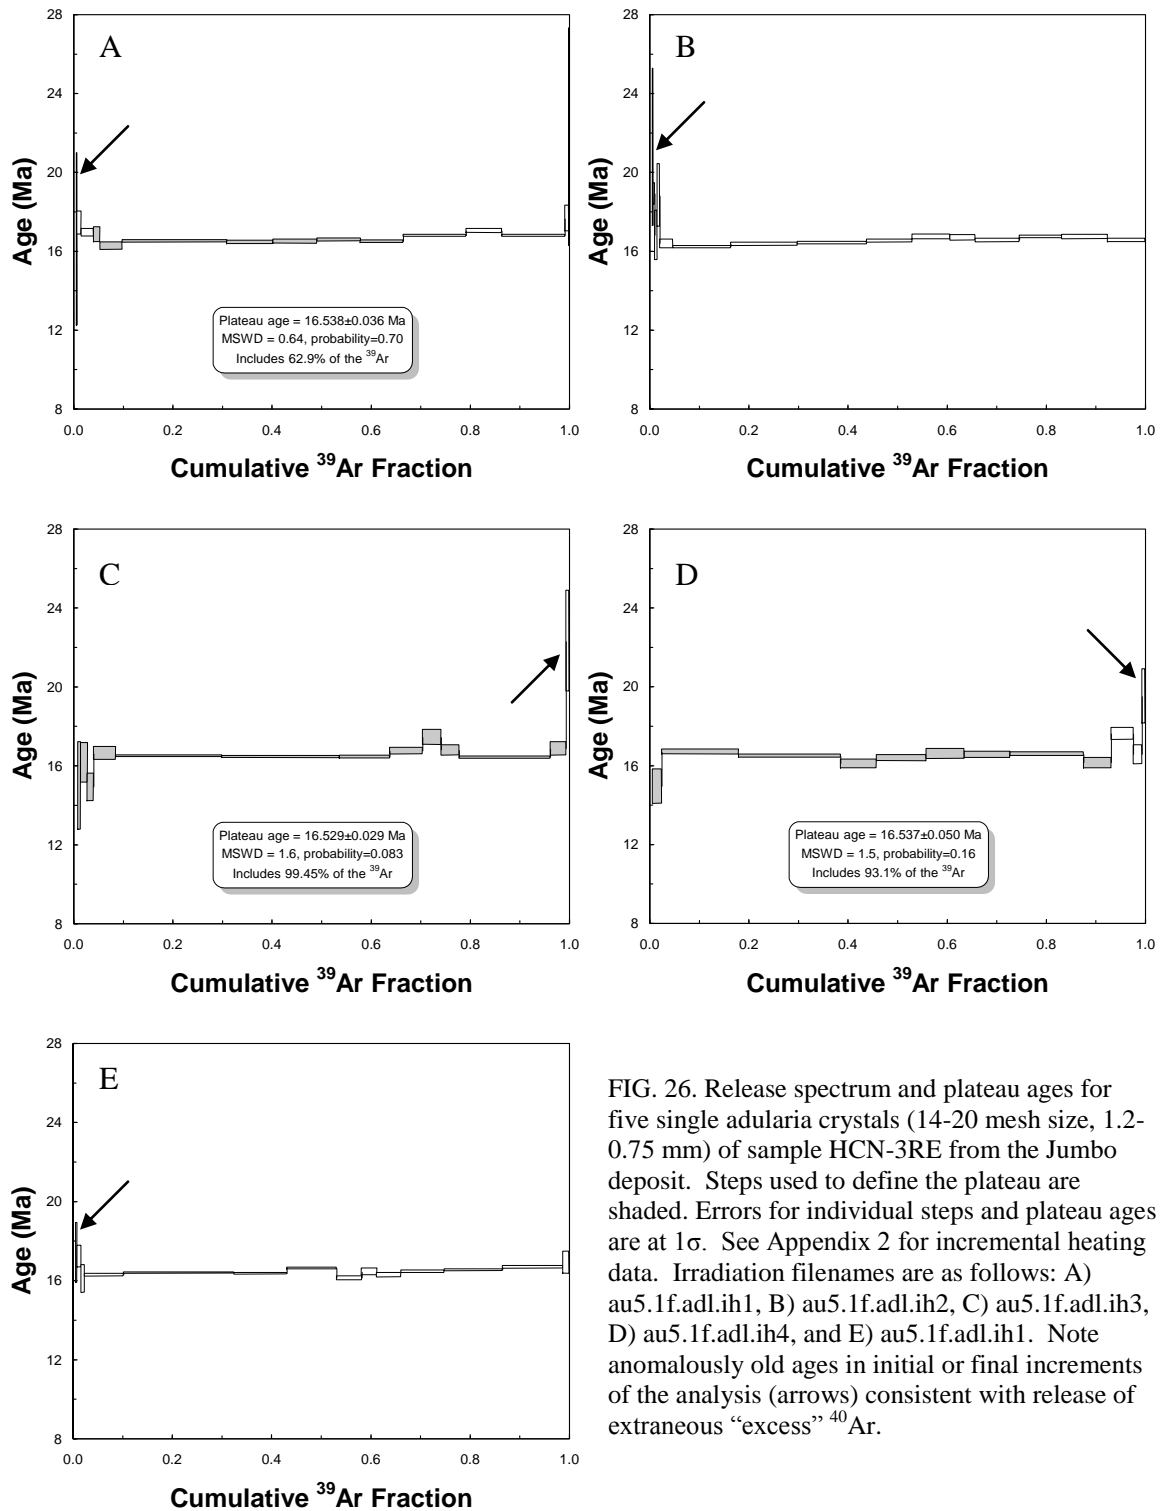 A
28
24
20
16
12
8
Age (Ma)
0.0 0.2 0.4 0.6 0.8 1.0
Cumulative ³⁹Ar Fraction
Plateau age = 16.538±0.036 Ma
MSWD = 0.64, probability=0.70
Includes 62.9% of the ³⁹Ar
B
28
24
20
16
12
8
Age (Ma)
0.0 0.2 0.4 0.6 0.8 1.0
Cumulative ³⁹Ar Fraction
C
28
24
20
16
12
8
Age (Ma)
0.0 0.2 0.4 0.6 0.8 1.0
Cumulative ³⁹Ar Fraction
Plateau age = 16.529±0.029 Ma
MSWD = 1.6, probability=0.083
Includes 99.45% of the ³⁹Ar
D
28
24
20
16
12
8
Age (Ma)
0.0 0.2 0.4 0.6 0.8 1.0
Cumulative ³⁹Ar Fraction
Plateau age = 16.537±0.050 Ma
MSWD = 1.5, probability=0.16
Includes 93.1% of the ³⁹Ar
E
28
24
20
16
12
8
Age (Ma)
0.0 0.2 0.4 0.6 0.8 1.0
Cumulative ³⁹Ar Fraction
FIG. 26. Release spectrum and plateau ages for
five single adularia crystals (14-20 mesh size, 1.2-
0.75 mm) of sample HCN-3RE from the Jumbo
deposit. Steps used to define the plateau are
shaded. Errors for individual steps and plateau ages
are at 1σ. See Appendix 2 for incremental heating
data. Irradiation filenames are as follows: A)
au5.1f.adl.ih1, B) au5.1f.adl.ih2, C) au5.1f.adl.ih3,
D) au5.1f.adl.ih4, and E) au5.1f.adl.ih1. Note
anomalously old ages in initial or final increments
of the analysis (arrows) consistent with release of
extraneous “excess” ⁴⁰Ar.